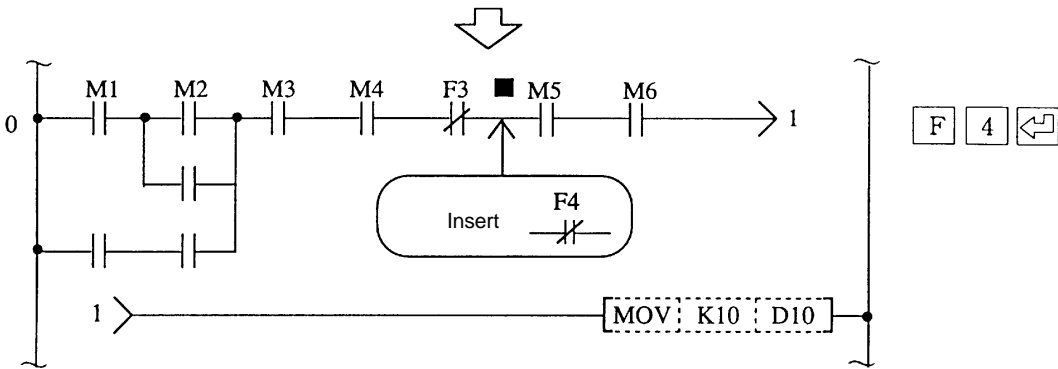 M1 M2 M3 M4 F3 M5 M6
0 1 F 4
F4
Insert
1 MOV K10 D10